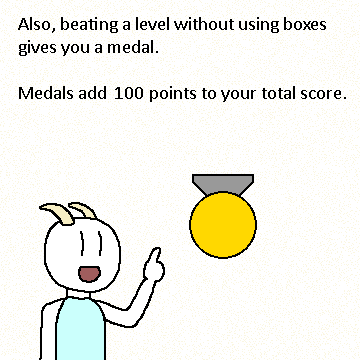 Also, beating a level without using boxes
gives you a medal.
Medals add 100 points to your total score.